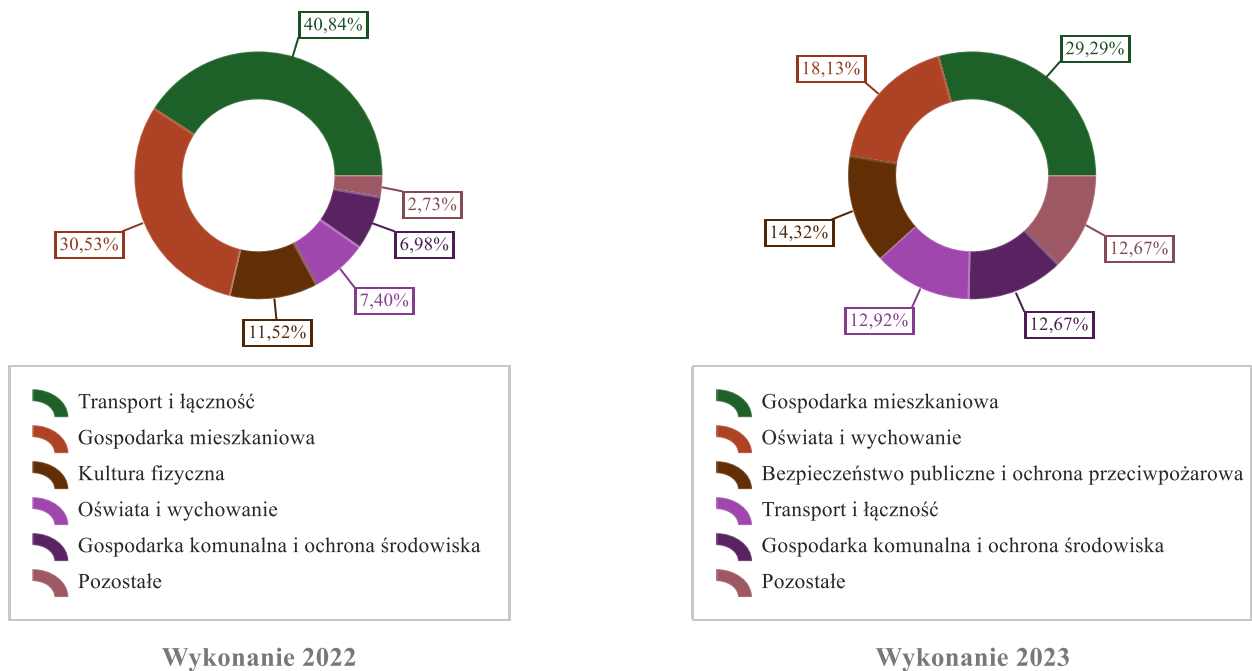 40,84%
30,53%
11,52%
7,40%
6,98%
2,73%
Transport i łączność
Gospodarka mieszkaniowa
Kultura fizyczna
Oświata i wychowanie
Gospodarka komunalna i ochrona środowiska
Pozostałe
Wykonanie 2022
29,29%
18,13%
14,32%
12,92%
12,67%
12,67%
Gospodarka mieszkaniowa
Oświata i wychowanie
Bezpieczeństwo publiczne i ochrona przeciwpożarowa
Transport i łączność
Gospodarka komunalna i ochrona środowiska
Pozostałe
Wykonanie 2023